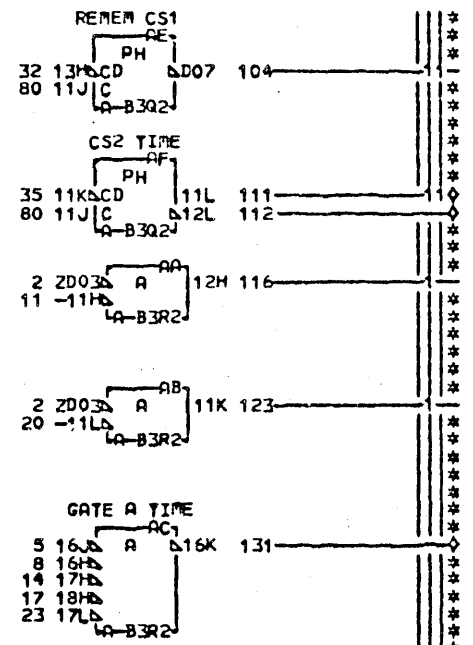 REMEM CS1
AE
PH
32 13H CD D07 104
80 11J C
A B3Q2
CS2 TIME
AF
PH
35 11K CD 11L 111
80 11J C 12L 112
A B3Q2
AA
2 ZD03 A 12H 116
11 -11H
A B3R2
AB
2 ZD03 A 11K 123
20 -11L
A B3R2
GATE A TIME
AC
5 16J A 16K 131
8 16H
14 17H
17 18H
23 17L
A B3R2